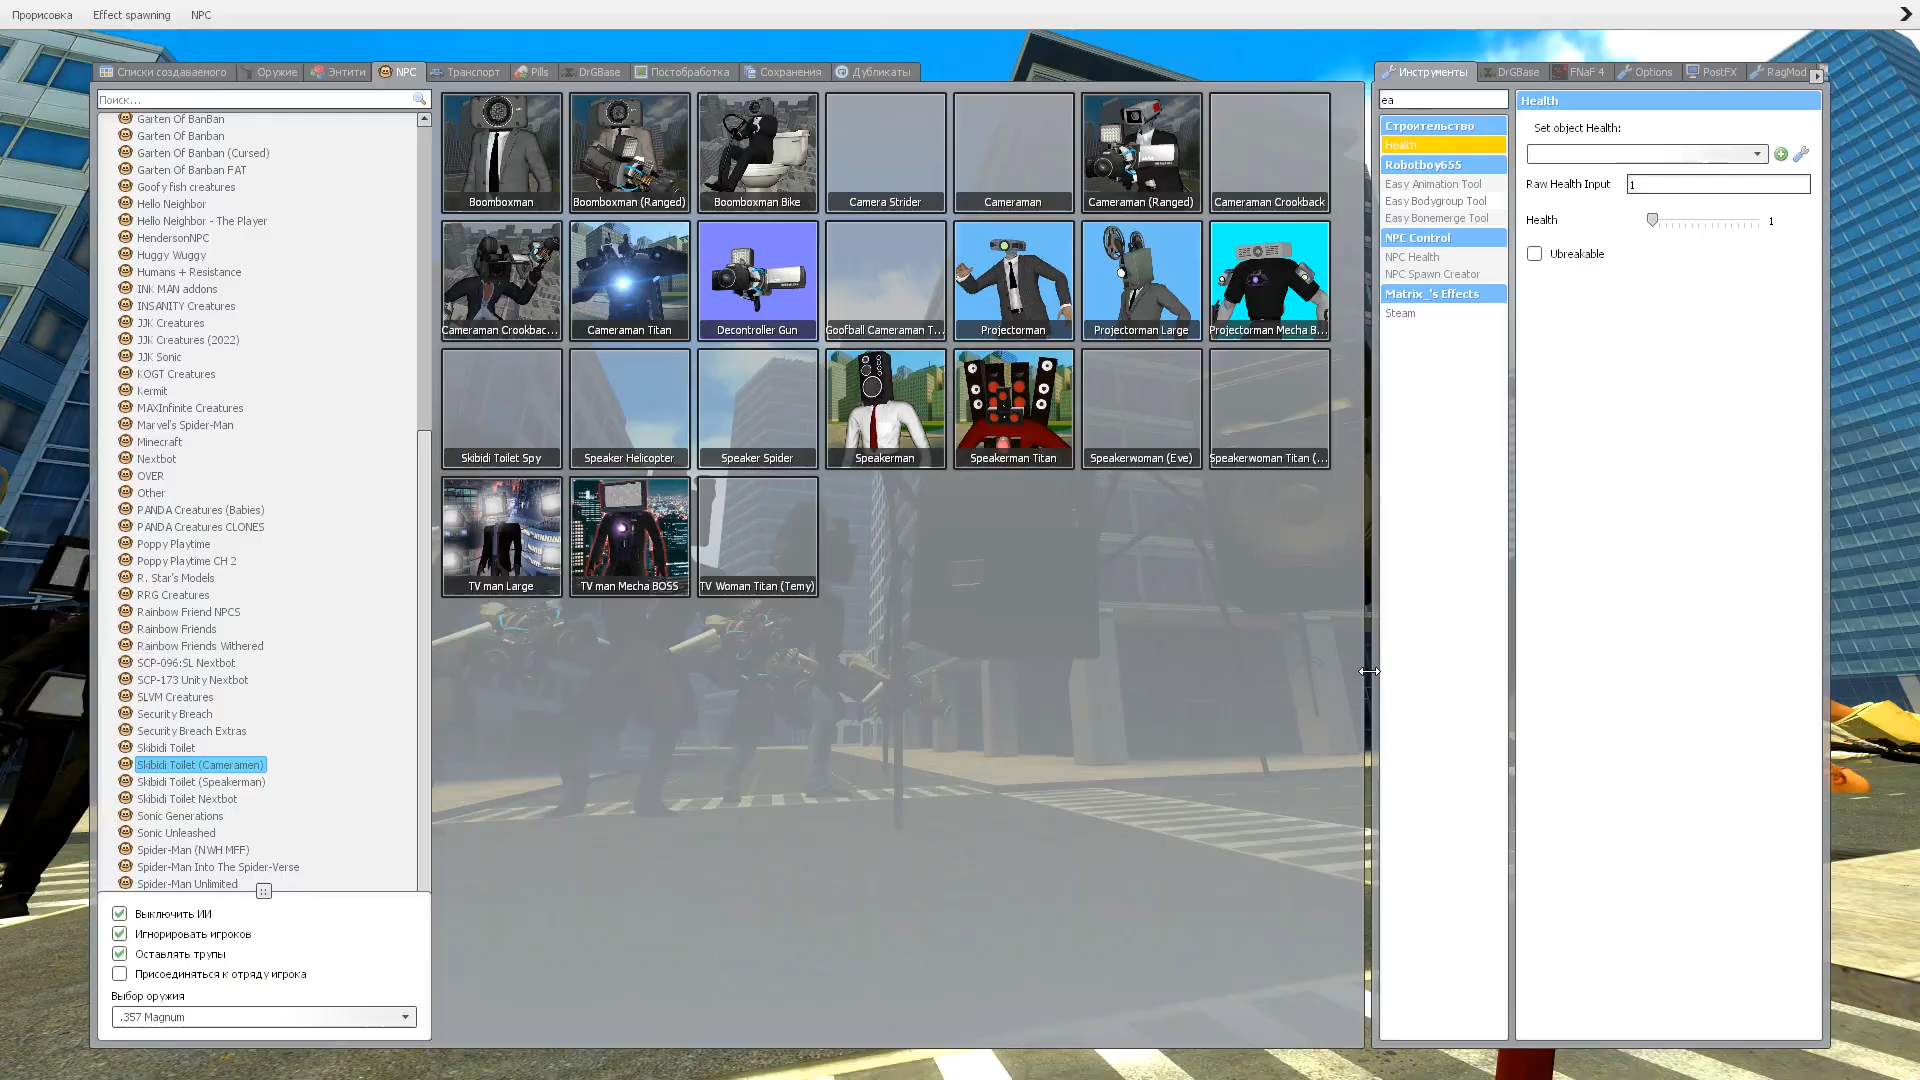 Прорисовка
Effect spawning
NPC
Списки создаваемого
Оружие
Энтити
NPC
Транспорт
Pills
DrGBase
Постобработка
Сохранения
Дубликаты
Поиск...
Garten Of BanBan
Garten Of Banban
Garten Of Banban (Cursed)
Garten Of Banban FAT
Goofy fish creatures
Hello Neighbor
Hello Neighbor - The Player
HendersonNPC
Huggy Wuggy
Humans + Resistance
INK MAN addons
INSANITY Creatures
JJK Creatures
JJK Creatures (2022)
JJK Sonic
KOGT Creatures
Kermit
MAXInfinite Creatures
Marvel's Spider-Man
Minecraft
Nextbot
OVER
Other
PANDA Creatures (Babies)
PANDA Creatures CLONES
Poppy Playtime
Poppy Playtime CH 2
R. Star's Models
RRG Creatures
Rainbow Friend NPCS
Rainbow Friends
Rainbow Friends Withered
SCP-096:SL Nextbot
SCP-173 Unity Nextbot
SLVM Creatures
Security Breach
Security Breach Extras
Skibidi Toilet
Skibidi Toilet (Cameramen)
Skibidi Toilet (Speakerman)
Skibidi Toilet Nextbot
Sonic Generations
Sonic Unleashed
Spider-Man (NWH MFF)
Spider-Man Into The Spider-Verse
Spider-Man Unlimited
Выключить ИИ
Игнорировать игроков
Оставлять трупы
Присоединяться к отряду игрока
Выбор оружия
.357 Magnum
Boomboxman
Boomboxman (Ranged)
Boomboxman Bike
Camera Strider
Cameraman
Cameraman (Ranged)
Cameraman Crookback
Cameraman Crookbac...
Cameraman Titan
Decontroller Gun
Goofball Cameraman T...
Projectorman
Projectorman Large
Projectorman Mecha B...
Skibidi Toilet Spy
Speaker Helicopter
Speaker Spider
Speakerman
Speakerman Titan
Speakerwoman (Eve)
Speakerwoman Titan (...
TV man Large
TV man Mecha BOSS
TV Woman Titan (Temy)
Инструменты
DrGBase
FNaF 4
Options
PostFX
RagMod
ea
Строительство
Health
Robotboy655
Easy Animation Tool
Easy Bodygroup Tool
Easy Bonemerge Tool
NPC Control
NPC Health
NPC Spawn Creator
Matrix_'s Effects
Steam
Health
Set object Health:
Raw Health Input
1
Health
1
Ubreakable